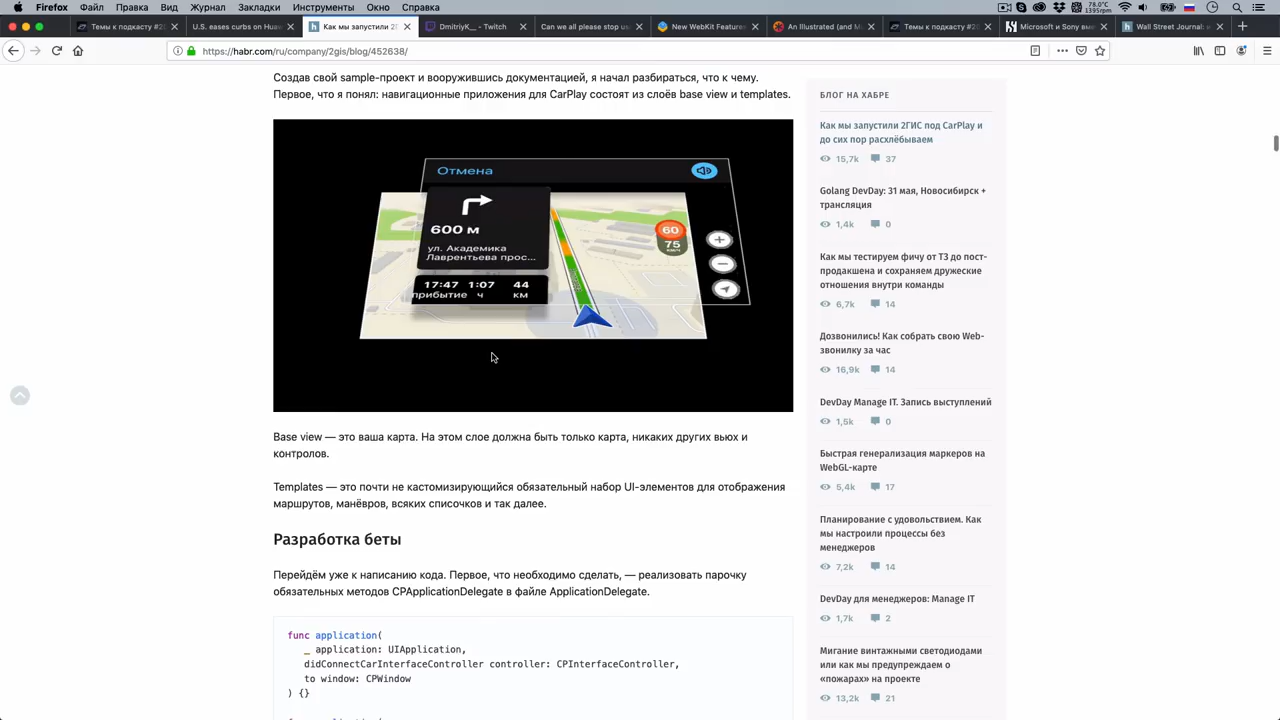 Firefox Файл Правка Вид Журнал Закладки Инструменты Окно Справка
78.0°C
1395rpm
Темы к подкасту #2
U.S. eases curbs on Huaw
Как мы запустили 2Г
DmitriyK__ - Twitch
Can we all please stop us
New WebKit Features
An Illustrated (and Mu
Темы к подкасту #20
Microsoft и Sony вме
Wall Street Journal: к
https://habr.com/ru/company/2gis/blog/452638/
Создав свой sample-проект и вооружившись документацией, я начал разбираться, что к чему.
Первое, что я понял: навигационные приложения для CarPlay состоят из слоёв base view и templates.
Отмена
600 м
ул. Академика
Лаврентьева прос...
17:47 1:07 44
прибытие ч км
60
75
Base view — это ваша карта. На этом слое должна быть только карта, никаких других вьюх и
контролов.
Templates — это почти не кастомизирующийся обязательный набор UI-элементов для отображения
маршрутов, манёвров, всяких списочков и так далее.
Разработка беты
Перейдём уже к написанию кода. Первое, что необходимо сделать, — реализовать парочку
обязательных методов CPApplicationDelegate в файле ApplicationDelegate.
func application(
_ application: UIApplication,
didConnectCarInterfaceController controller: CPInterfaceController,
to window: CPWindow
) {}
БЛОГ НА ХАБРЕ
Как мы запустили 2ГИС под CarPlay и
до сих пор расхлёбываем
15,7k 37
Golang DevDay: 31 мая, Новосибирск +
трансляция
1,4k 0
Как мы тестируем фичу от ТЗ до пост-
продакшена и сохраняем дружеские
отношения внутри команды
6,7k 14
Дозвонились! Как собрать свою Web-
звонилку за час
16,9k 14
DevDay Manage IT. Запись выступлений
1,5k 0
Быстрая генерализация маркеров на
WebGL-карте
5,4k 17
Планирование с удовольствием. Как
мы настроили процессы без
менеджеров
7,2k 14
DevDay для менеджеров: Manage IT
1,7k 2
Мигание винтажными светодиодами
или как мы предупреждаем о
«пожарах» на проекте
13,2k 21